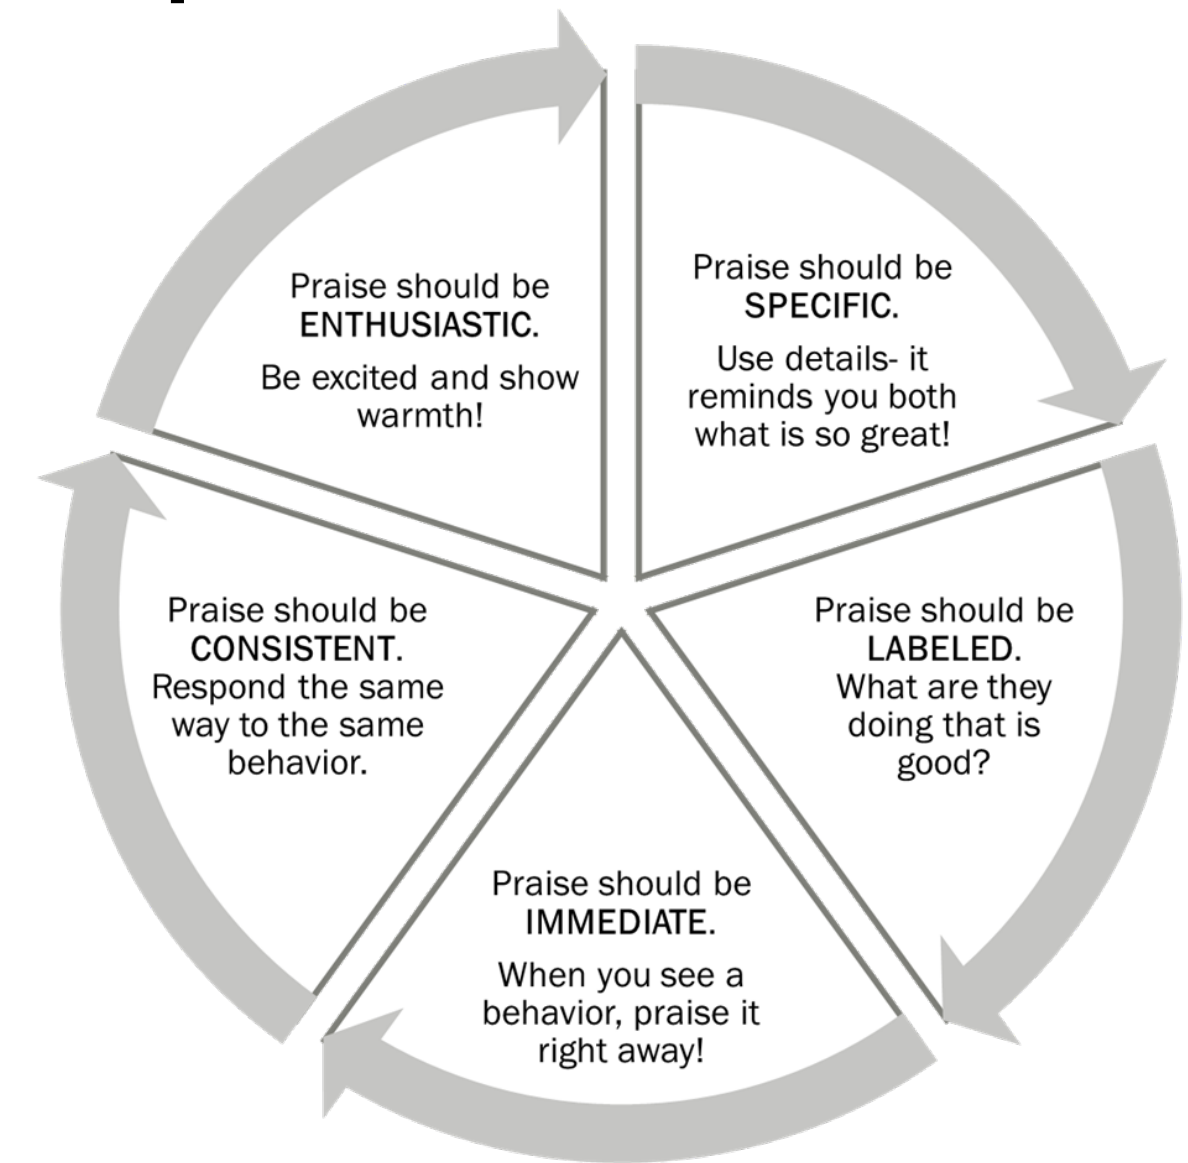 Praise should be
SPECIFIC.
Use details- it
reminds you both
what is so great!
Praise should be
LABELED.
What are they
doing that is
good?
Praise should be
IMMEDIATE.
When you see a
behavior, praise it
right away!
Praise should be
CONSISTENT.
Respond the same
way to the same
behavior.
Praise should be
ENTHUSIASTIC.
Be excited and show
warmth!